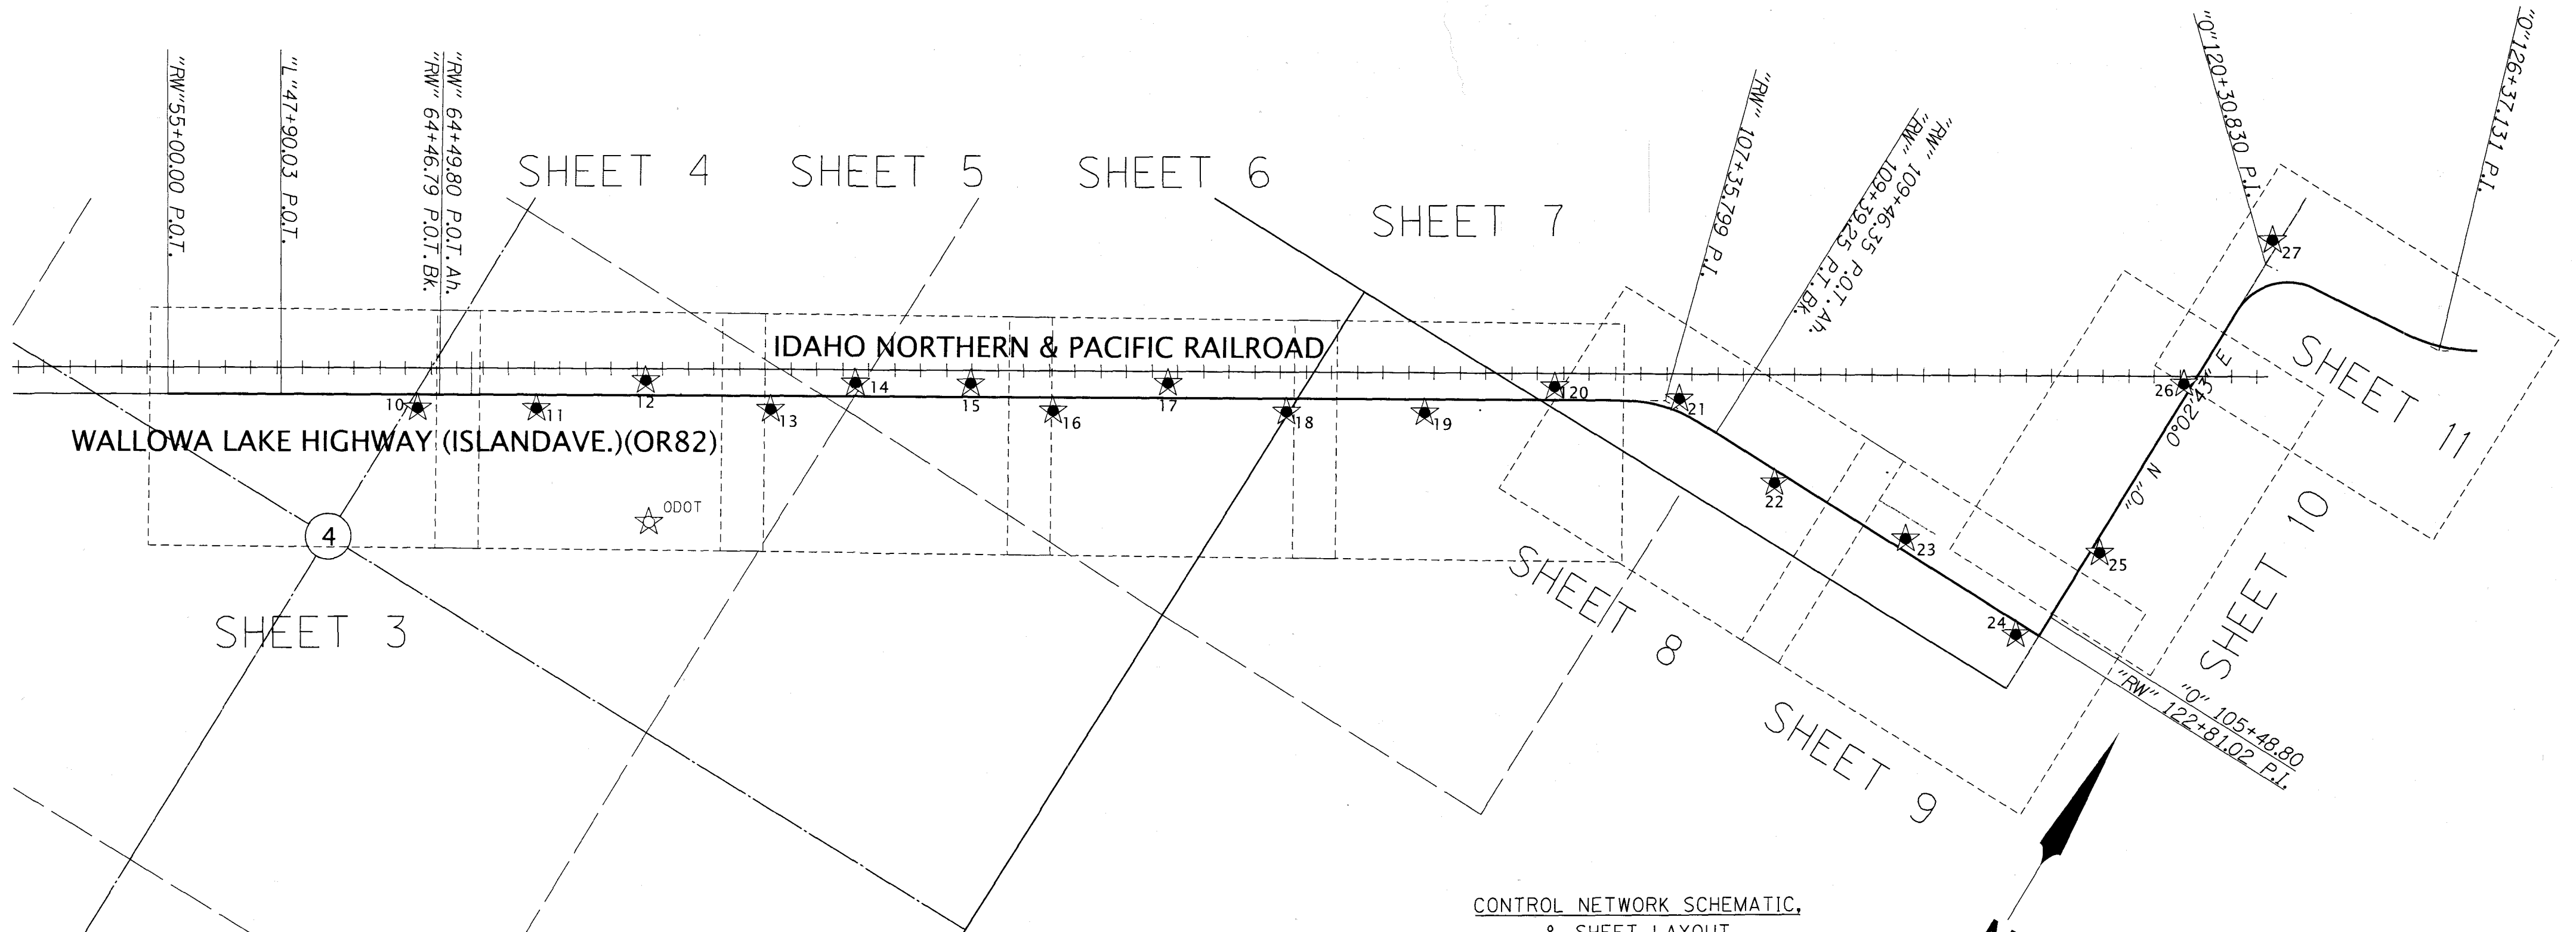 "RW"55+00.00 P.O.T.
"L"47+90.03 P.O.T.
"RW" 64+49.80 P.O.T. Ah.
"RW" 64+46.79 P.O.T. Bk.
SHEET 4
SHEET 5
SHEET 6
SHEET 7
"RW" 107+35.799 P.I.
"RW" 109+46.35 P.O.T. Ah.
"RW" 109+39.25 P.T. Bk.
"O"120+30.830 P.I.
"O"126+37.131 P.I.
27
IDAHO NORTHERN & PACIFIC RAILROAD
10
11
12
13
14
15
16
17
18
19
20
21
22
23
24
25
26
"O" N 0°02'43" E
SHEET 11
WALLOWA LAKE HIGHWAY (ISLANDAVE.)(OR82)
ODOT
4
SHEET 3
SHEET 8
SHEET 9
SHEET 10
"O" 105+48.80
"RW" 122+81.02 P.I.
CONTROL NETWORK SCHEMATIC,
& SHEET LAYOUT